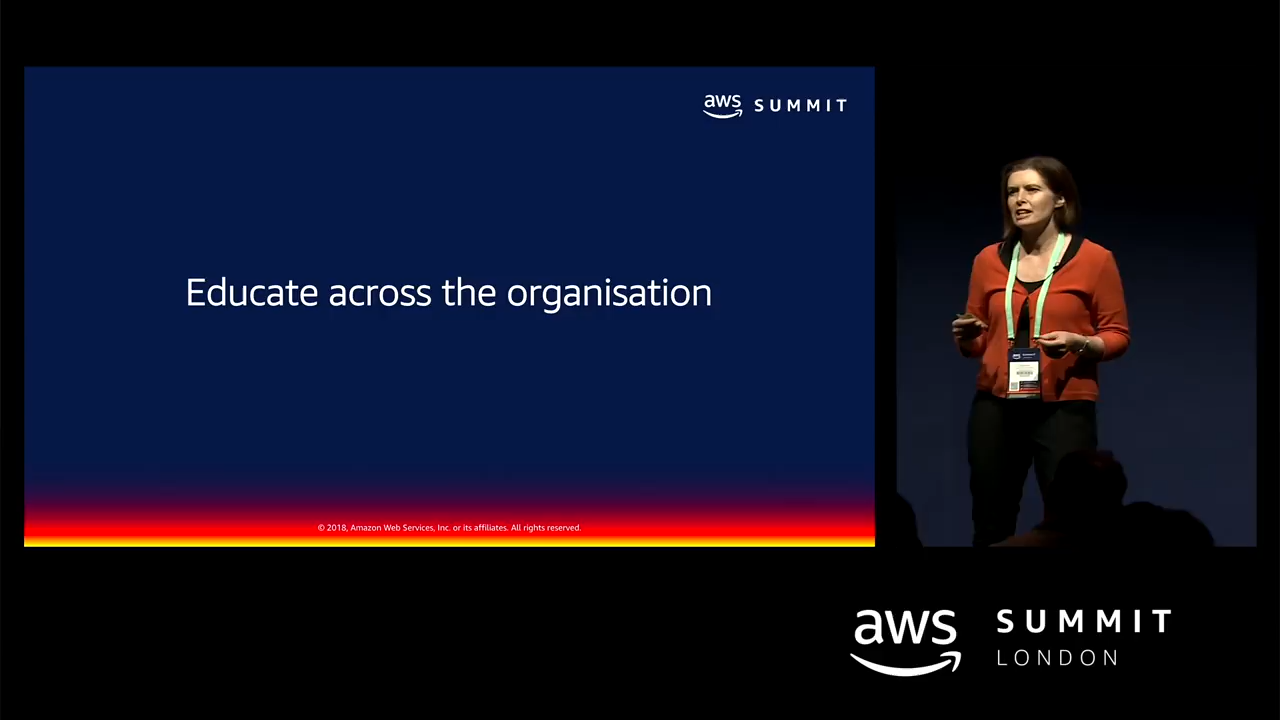 aws SUMMIT
Educate across the organisation
© 2018, Amazon Web Services, Inc. or its affiliates. All rights reserved.
aws SUMMIT
LONDON